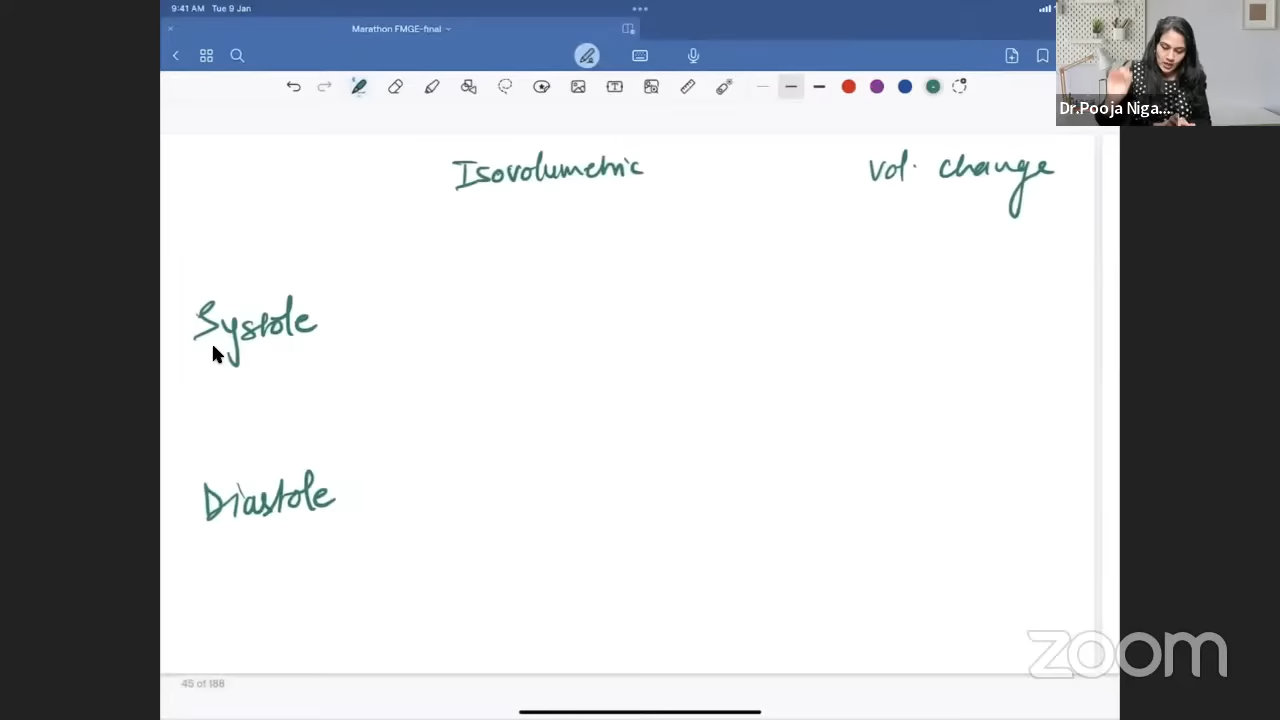 9:41 AM Tue 9 Jan
Marathon FMGE-final
Dr.Pooja Niga...
Isovolumetric vol. change
Systole
Diastole
zoom
45 of 188